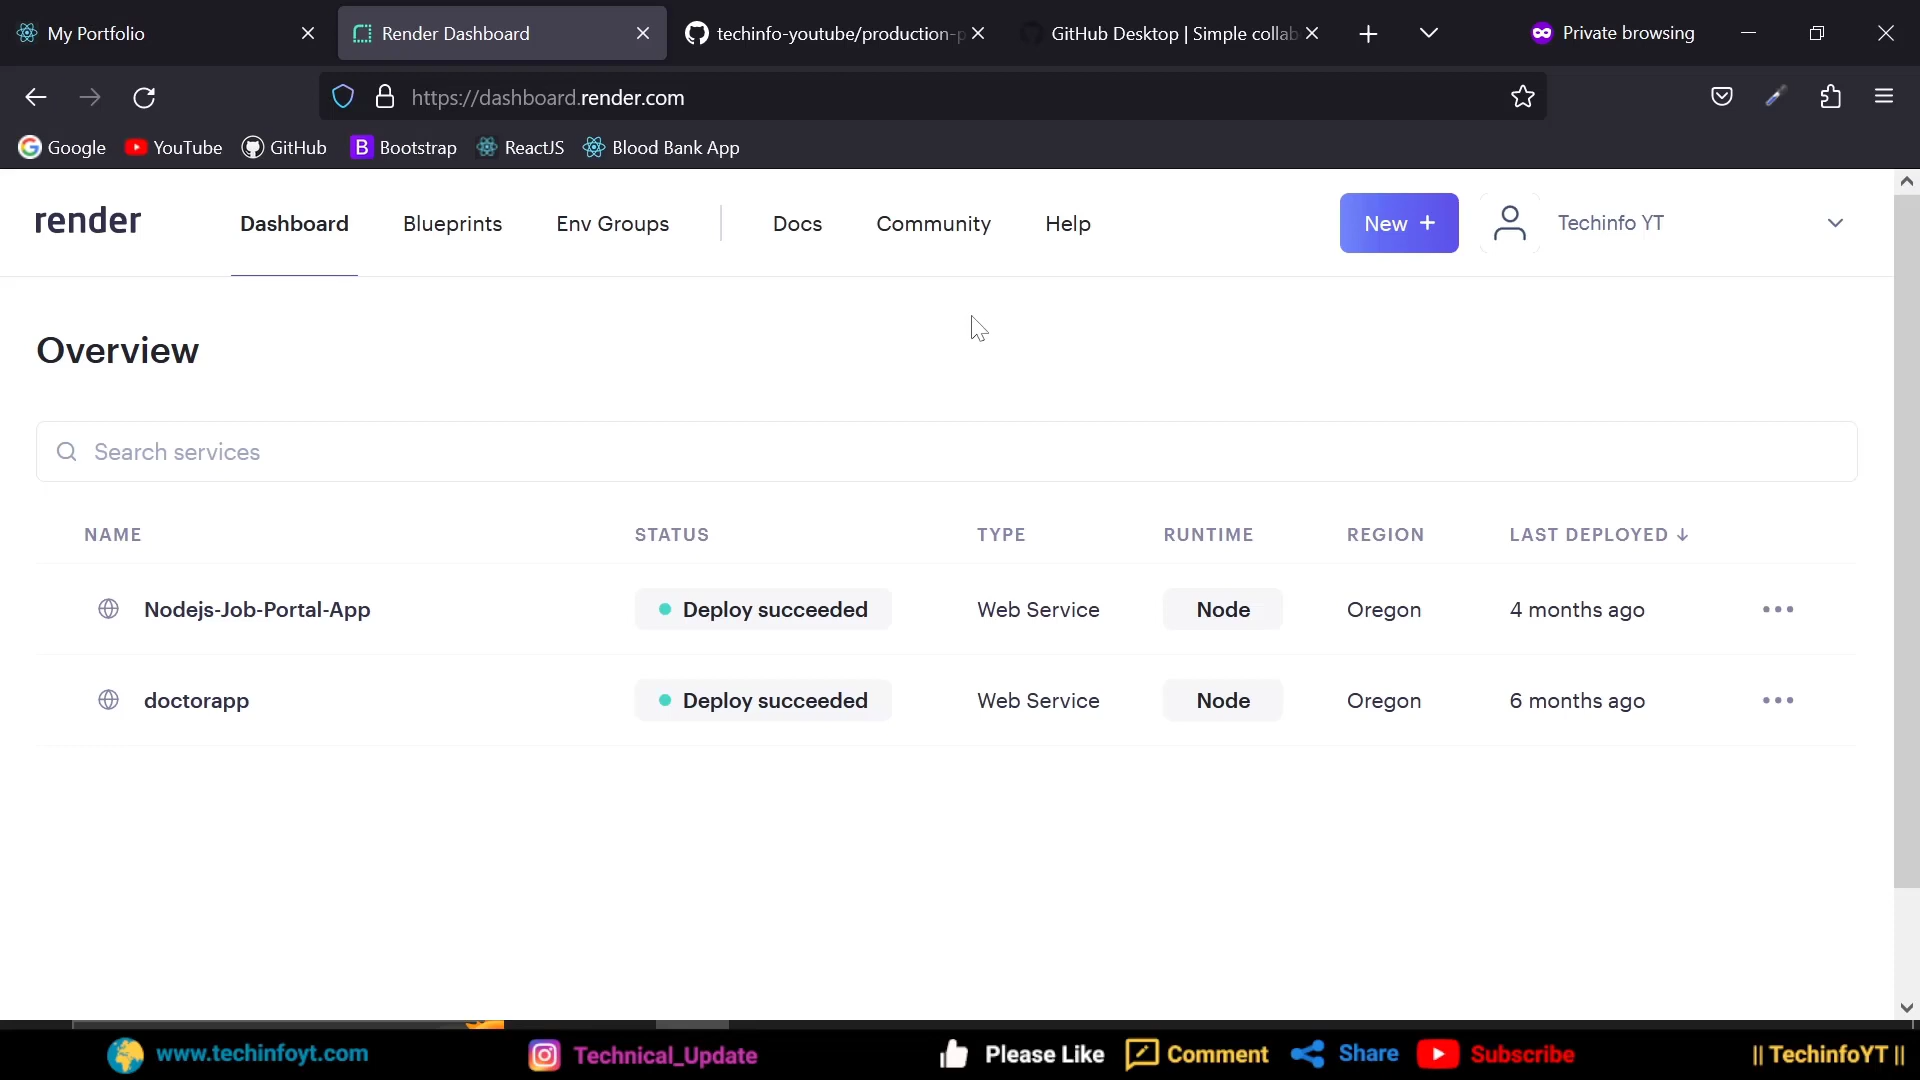 My Portfolio
Render Dashboard
techinfo-youtube/production-p
GitHub Desktop | Simple collab
Private browsing
https://dashboard.render.com
Google
YouTube
GitHub
B Bootstrap
ReactJS
Blood Bank App
render
Dashboard
Blueprints
Env Groups
Docs
Community
Help
New +
Techinfo YT
Overview
Search services
NAME STATUS TYPE RUNTIME REGION LAST DEPLOYED ↓
Nodejs-Job-Portal-App Deploy succeeded Web Service Node Oregon 4 months ago
doctorapp Deploy succeeded Web Service Node Oregon 6 months ago
www.techinfoyt.com
Technical_Update
Please Like
Comment
Share
Subscribe
|| TechinfoYT ||